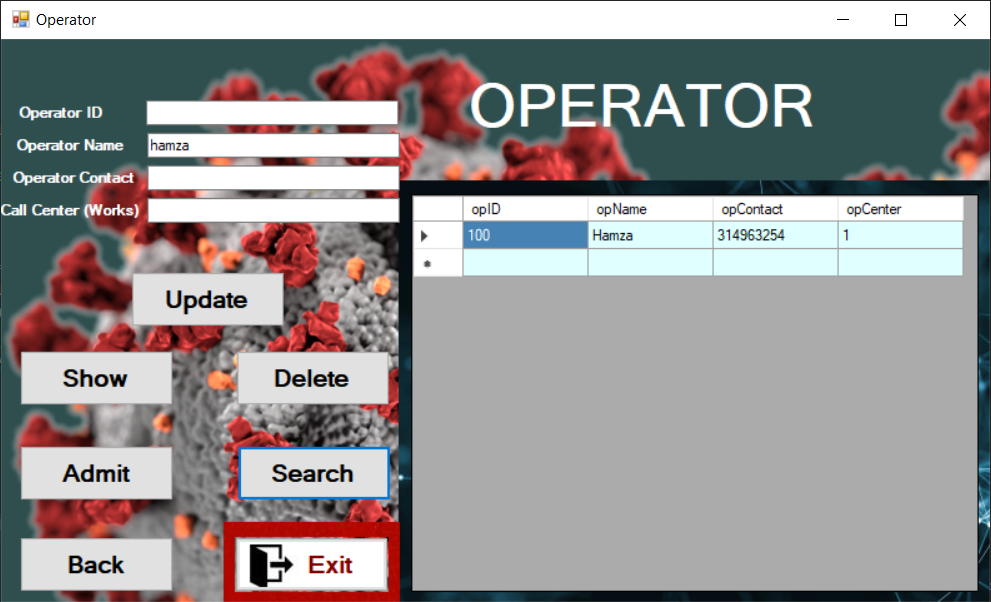 Operator
OPERATOR
Operator ID
Operator Name hamza
Operator Contact
Call Center (Works)
Update
Show Delete
Admit Search
Back Exit
opID opName opContact opCenter
100 Hamza 314963254 1